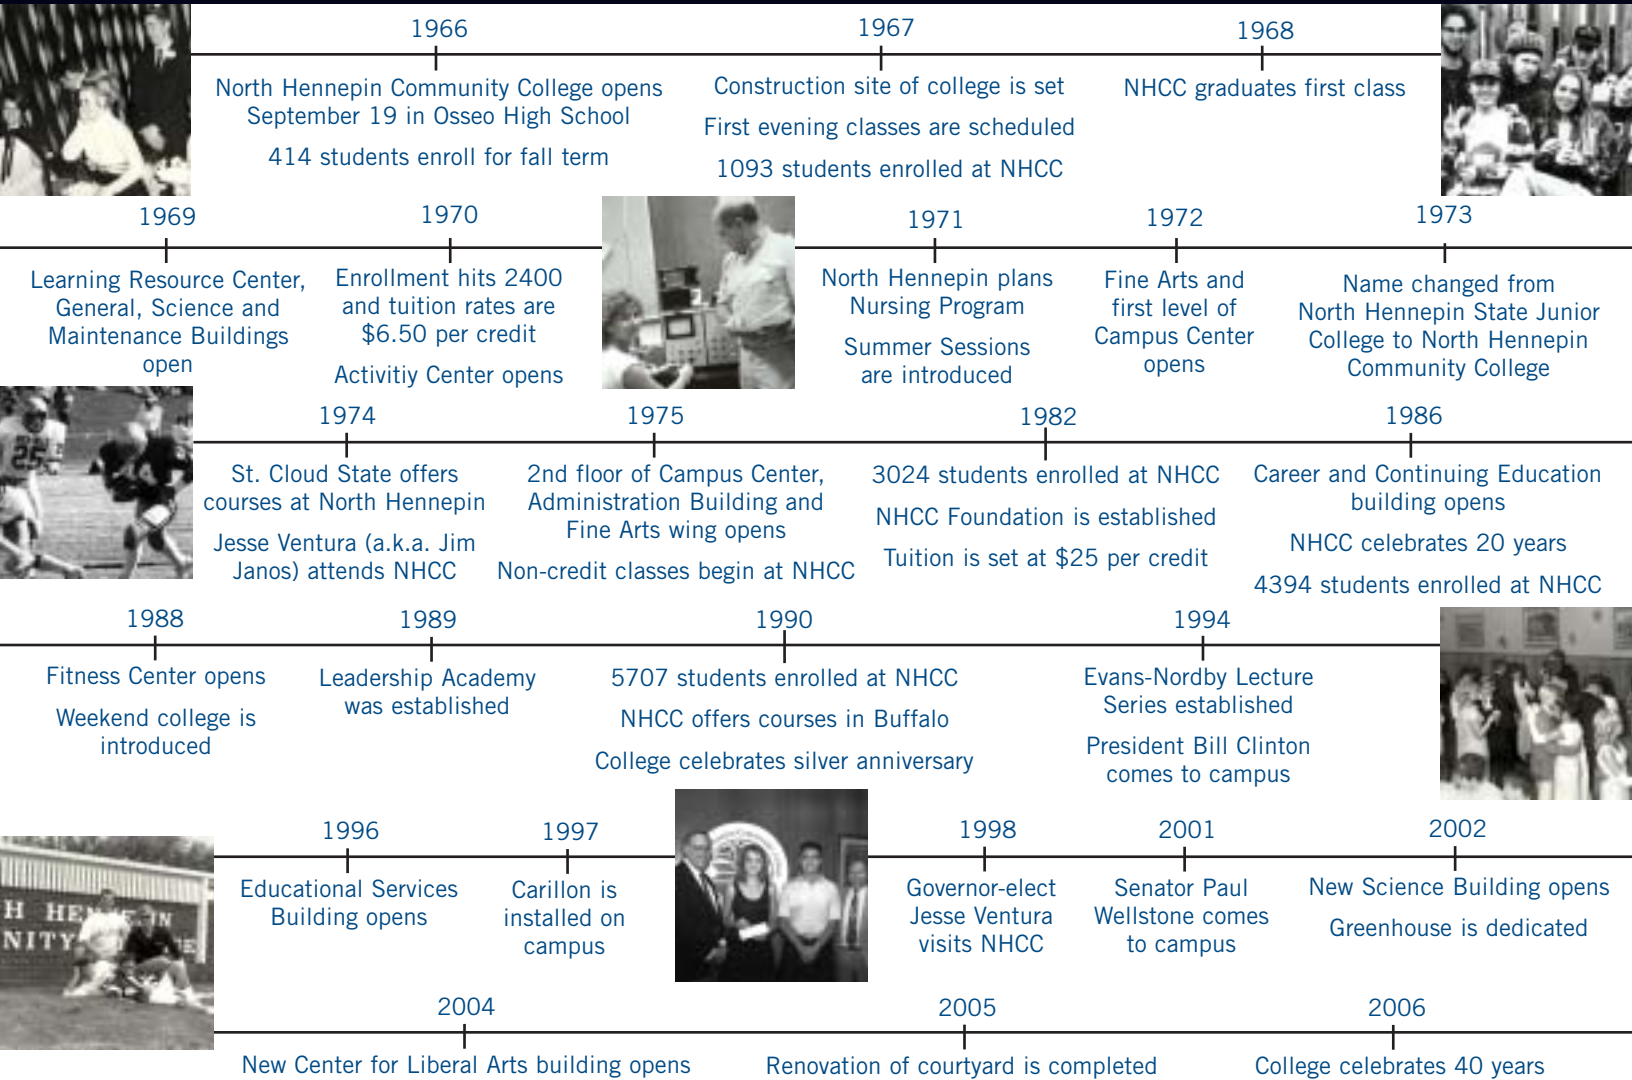 1966
North Hennepin Community College opens
September 19 in Osseo High School
414 students enroll for fall term
1967
Construction site of college is set
First evening classes are scheduled
1093 students enrolled at NHCC
1968
NHCC graduates first class
1969
Learning Resource Center,
General, Science and
Maintenance Buildings
open
1970
Enrollment hits 2400
and tuition rates are
$6.50 per credit
Activitiy Center opens
1971
North Hennepin plans
Nursing Program
Summer Sessions
are introduced
1972
Fine Arts and
first level of
Campus Center
opens
1973
Name changed from
North Hennepin State Junior
College to North Hennepin
Community College
25
1974
St. Cloud State offers
courses at North Hennepin
Jesse Ventura (a.k.a. Jim
Janos) attends NHCC
1975
2nd floor of Campus Center,
Administration Building and
Fine Arts wing opens
Non-credit classes begin at NHCC
1982
3024 students enrolled at NHCC
NHCC Foundation is established
Tuition is set at $25 per credit
1986
Career and Continuing Education
building opens
NHCC celebrates 20 years
4394 students enrolled at NHCC
1988
Fitness Center opens
Weekend college is
introduced
1989
Leadership Academy
was established
1990
5707 students enrolled at NHCC
NHCC offers courses in Buffalo
College celebrates silver anniversary
1994
Evans-Nordby Lecture
Series established
President Bill Clinton
comes to campus
H HE IN
NITY
1996
Educational Services
Building opens
1997
Carillon is
installed on
campus
1998
Governor-elect
Jesse Ventura
visits NHCC
2001
Senator Paul
Wellstone comes
to campus
2002
New Science Building opens
Greenhouse is dedicated
2004
New Center for Liberal Arts building opens
2005
Renovation of courtyard is completed
2006
College celebrates 40 years